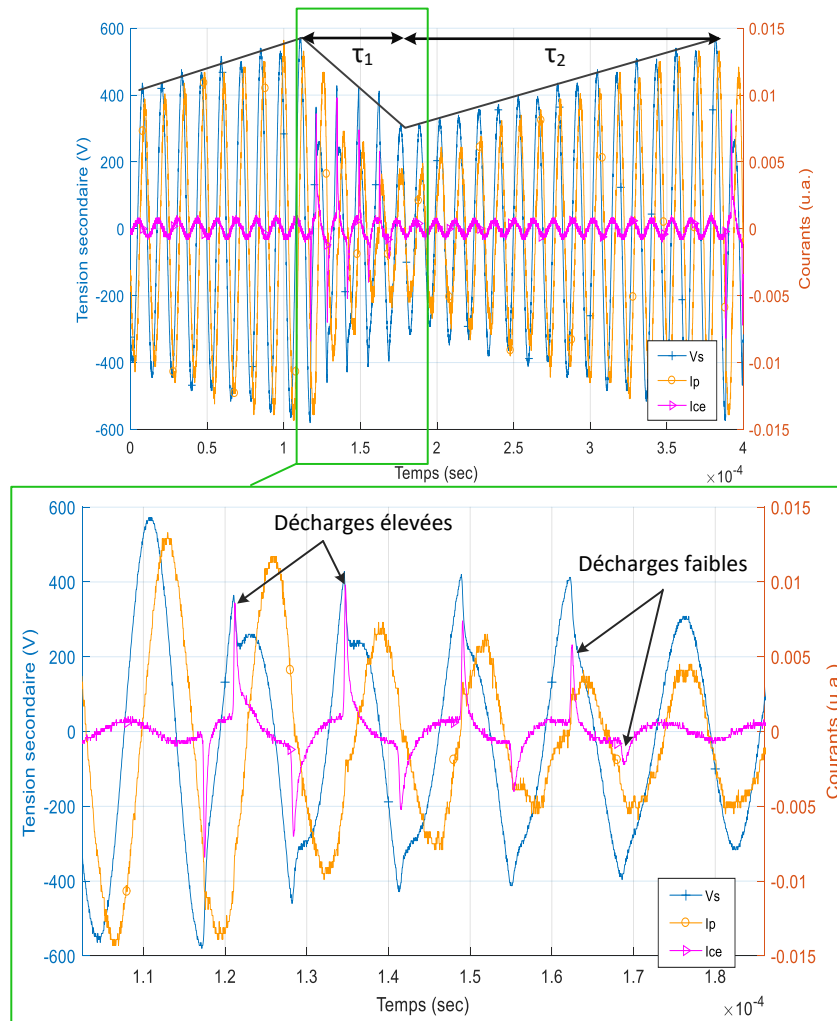 600
400
200
0
-200
-400
-600
Tension secondaire (V)
τ1
τ2
0.015
0.01
0.005
0
-0.005
-0.01
-0.015
Courants (u.a.)
Vs
Ip
Ice
0 0.5 1 1.5 2 2.5 3 3.5 4
Temps (sec)
×10-4
600
400
200
0
-200
-400
-600
Tension secondaire (V)
Décharges élevées
Décharges faibles
0.015
0.01
0.005
0
-0.005
-0.01
-0.015
Courants (u.a.)
Vs
Ip
Ice
1.1 1.2 1.3 1.4 1.5 1.6 1.7 1.8
Temps (sec)
×10-4